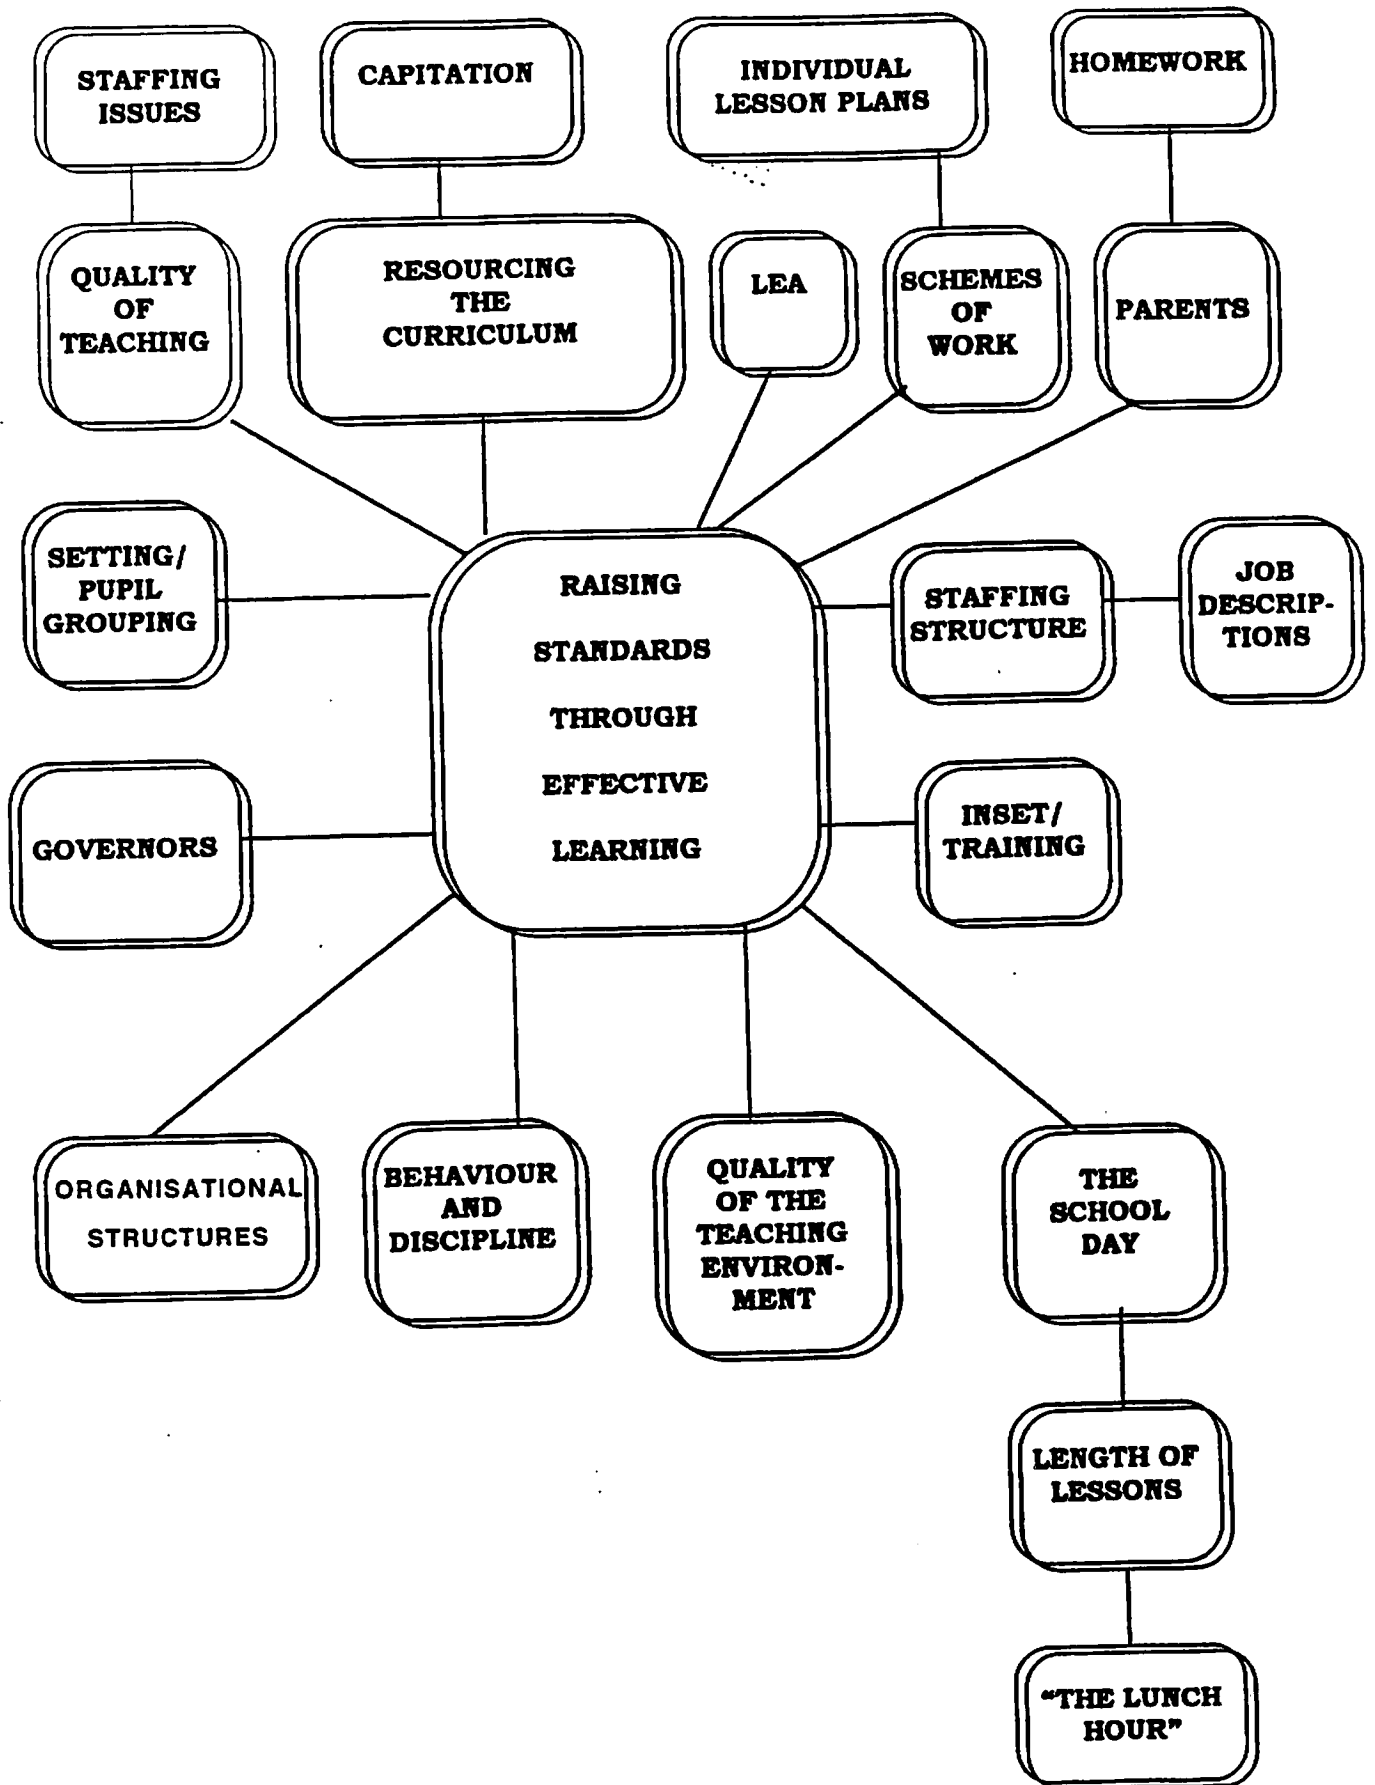 STAFFING
ISSUES
CAPITATION
INDIVIDUAL
LESSON PLANS
HOMEWORK
QUALITY
OF
TEACHING
RESOURCING
THE
CURRICULUM
LEA
SCHEMES
OF
WORK
PARENTS
SETTING/
PUPIL
GROUPING
RAISING
STANDARDS
THROUGH
EFFECTIVE
LEARNING
STAFFING
STRUCTURE
JOB
DESCRIP-
TIONS
GOVERNORS
INSET/
TRAINING
ORGANISATIONAL
STRUCTURES
BEHAVIOUR
AND
DISCIPLINE
QUALITY
OF THE
TEACHING
ENVIRON-
MENT
THE
SCHOOL
DAY
LENGTH OF
LESSONS
“THE LUNCH
HOUR”